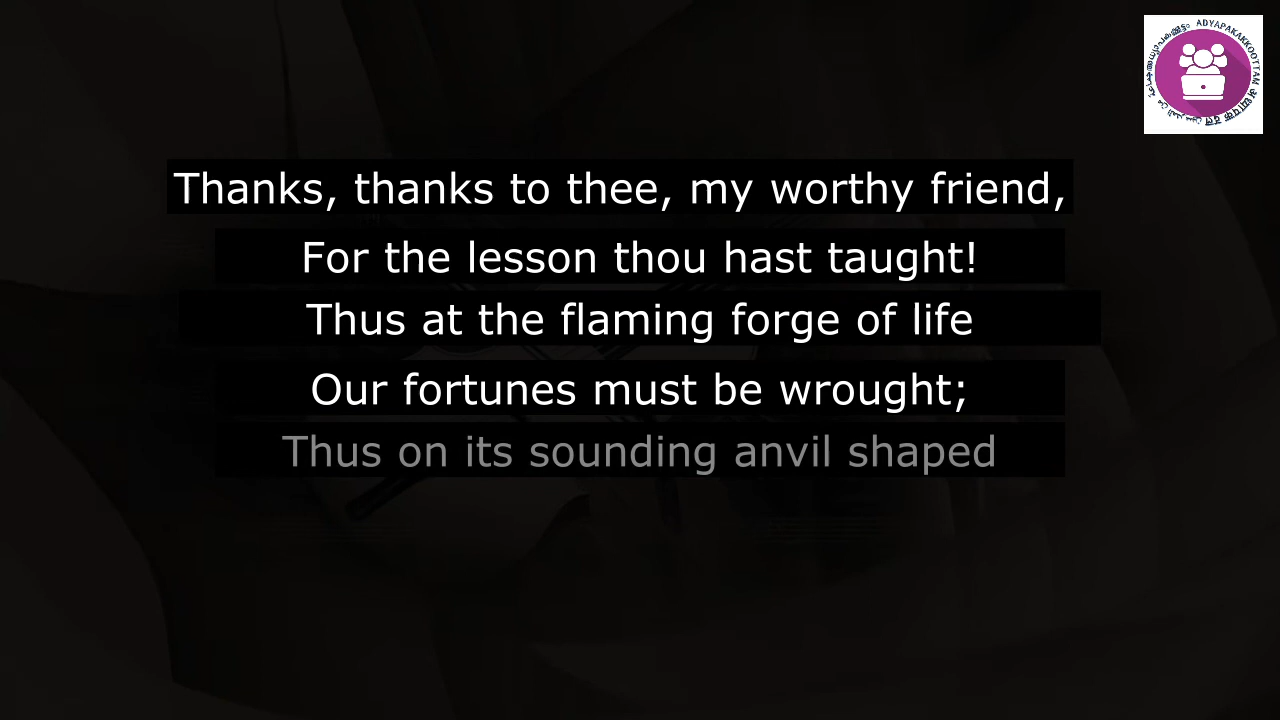 ADYAPAKAKKOOTTAM
Thanks, thanks to thee, my worthy friend,
For the lesson thou hast taught!
Thus at the flaming forge of life
Our fortunes must be wrought;
Thus on its sounding anvil shaped